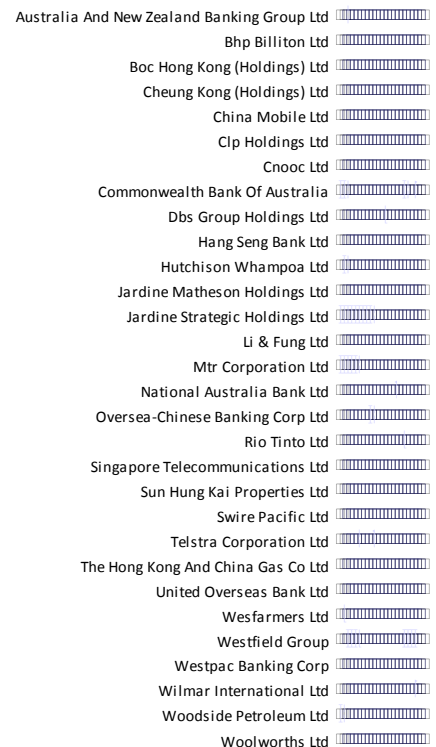 Australia And New Zealand Banking Group Ltd
Bhp Billiton Ltd
Boc Hong Kong (Holdings) Ltd
Cheung Kong (Holdings) Ltd
China Mobile Ltd
Clp Holdings Ltd
Cnooc Ltd
Commonwealth Bank Of Australia
Dbs Group Holdings Ltd
Hang Seng Bank Ltd
Hutchison Whampoa Ltd
Jardine Matheson Holdings Ltd
Jardine Strategic Holdings Ltd
Li & Fung Ltd
Mtr Corporation Ltd
National Australia Bank Ltd
Oversea-Chinese Banking Corp Ltd
Rio Tinto Ltd
Singapore Telecommunications Ltd
Sun Hung Kai Properties Ltd
Swire Pacific Ltd
Telstra Corporation Ltd
The Hong Kong And China Gas Co Ltd
United Overseas Bank Ltd
Wesfarmers Ltd
Westfield Group
Westpac Banking Corp
Wilmar International Ltd
Woodside Petroleum Ltd
Woolworths Ltd